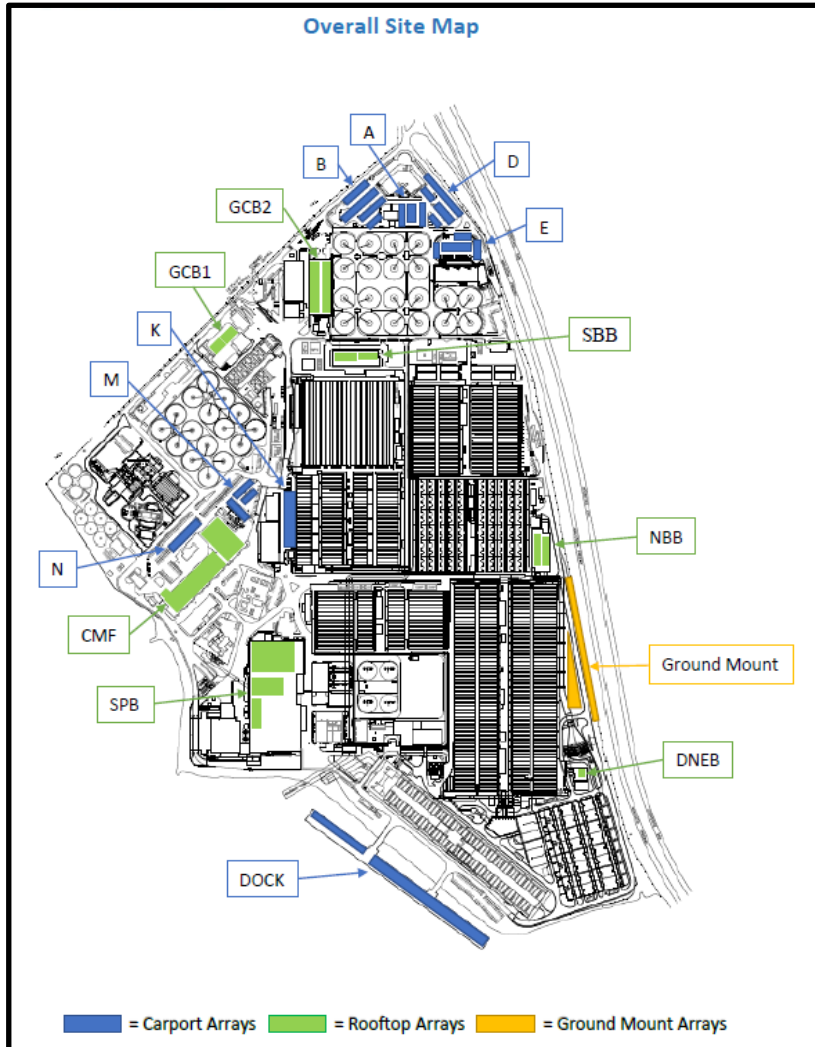 Overall Site Map
A
B
D
GCB2
E
GCB1
K
SBB
M
N
NBB
CMF
Ground Mount
SPB
DNEB
DOCK
= Carport Arrays
= Rooftop Arrays
= Ground Mount Arrays